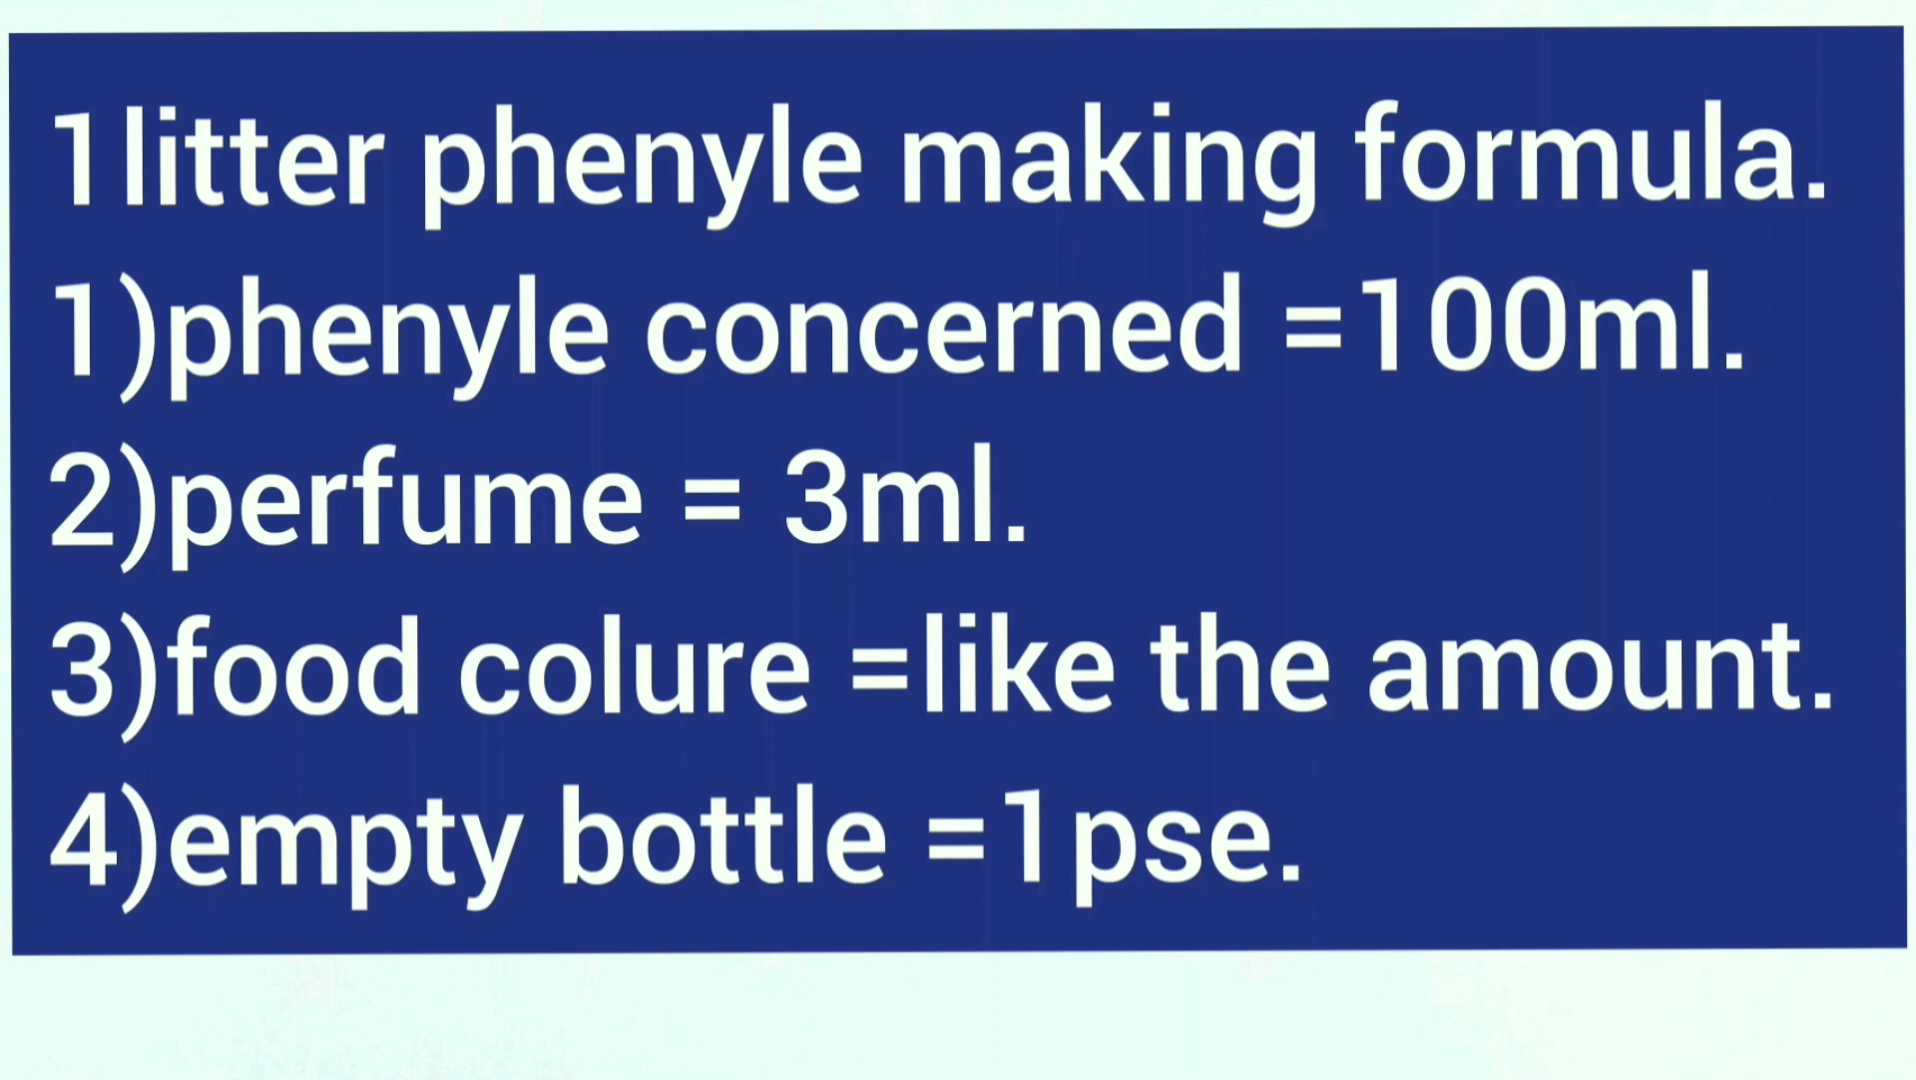 1litter phenyle making formula.
1)phenyle concerned =100ml.
2)perfume = 3ml.
3)food colure =like the amount.
4)empty bottle =1pse.